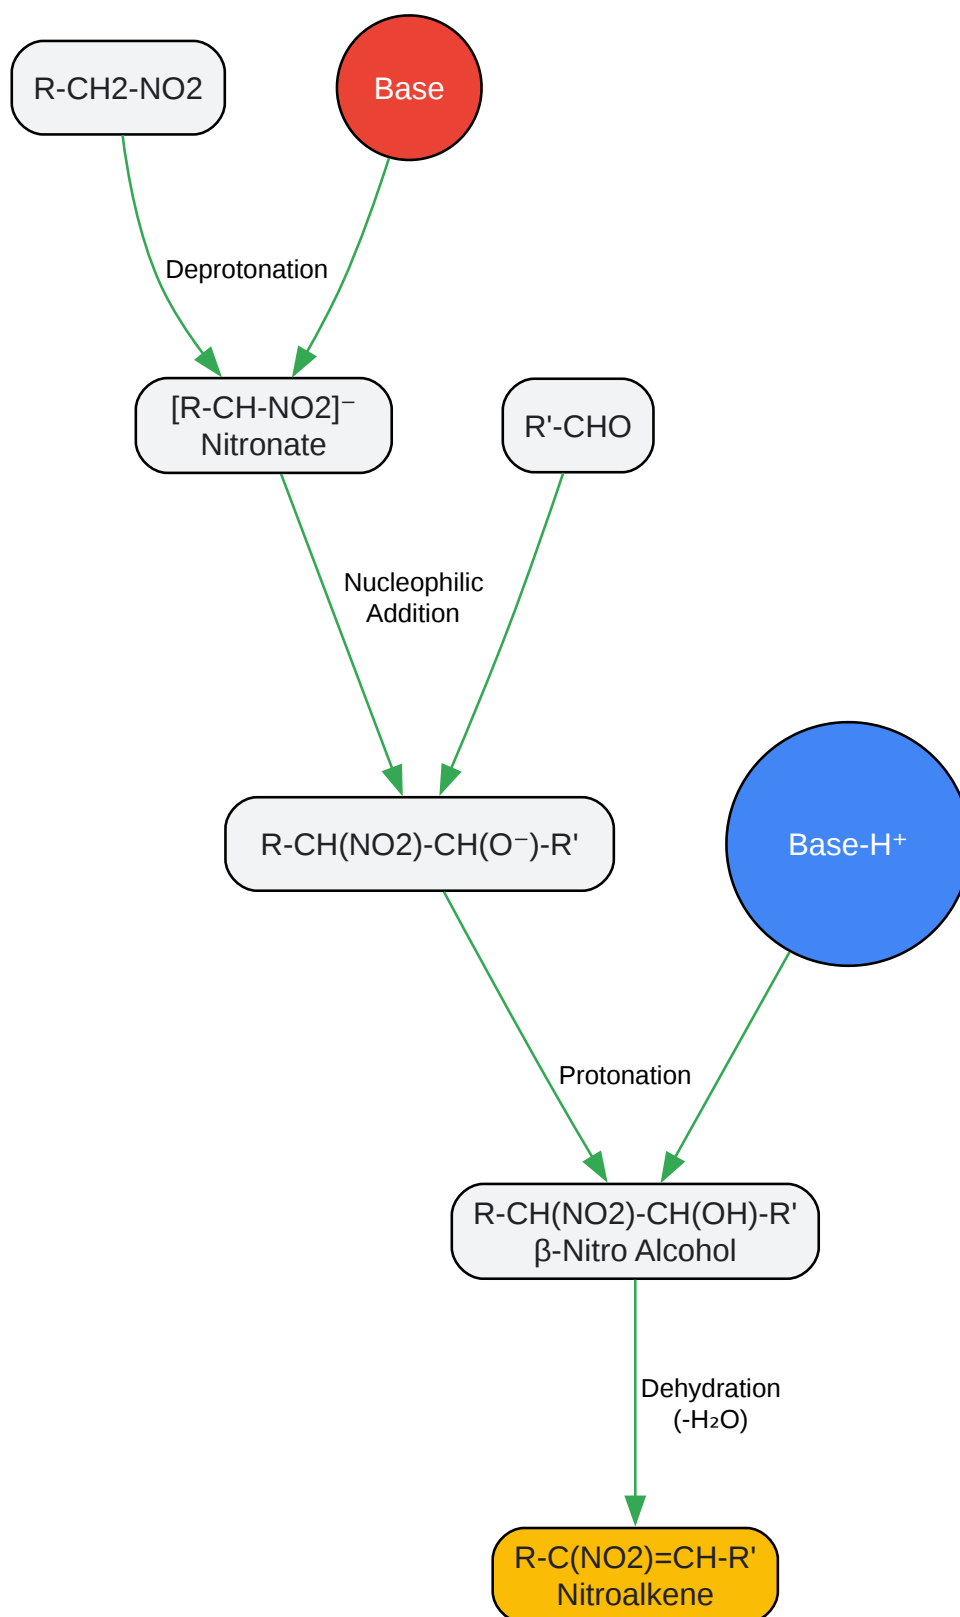 R-CH2-NO2
Base
Deprotonation
[R-CH-NO2]⁻
Nitronate
R'-CHO
Nucleophilic
Addition
R-CH(NO2)-CH(O⁻)-R'
Base-H⁺
Protonation
R-CH(NO2)-CH(OH)-R'
β-Nitro Alcohol
Dehydration
(-H₂O)
R-C(NO2)=CH-R'
Nitroalkene